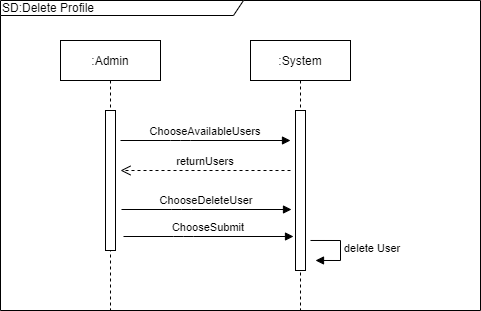 SD:Delete Profile
:Admin
:System
ChooseAvailableUsers
returnUsers
ChooseDeleteUser
ChooseSubmit
delete User